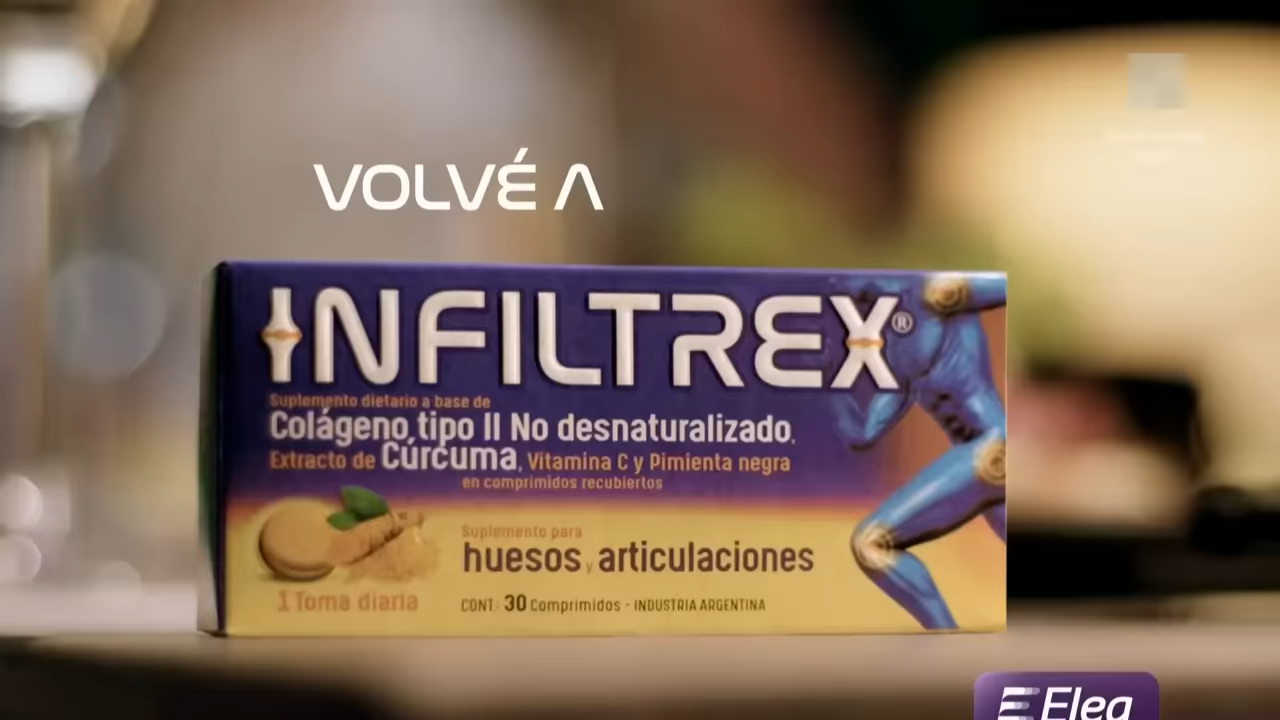 VOLVÉ A
INFILTREX®
Suplemento dietario a base de
Colágeno tipo II No desnaturalizado,
Extracto de Cúrcuma, Vitamina C y Pimienta negra
en comprimidos recubiertos
Suplemento para
huesos y articulaciones
1 Toma diaria
CONT: 30 Comprimidos - INDUSTRIA ARGENTINA
Elea